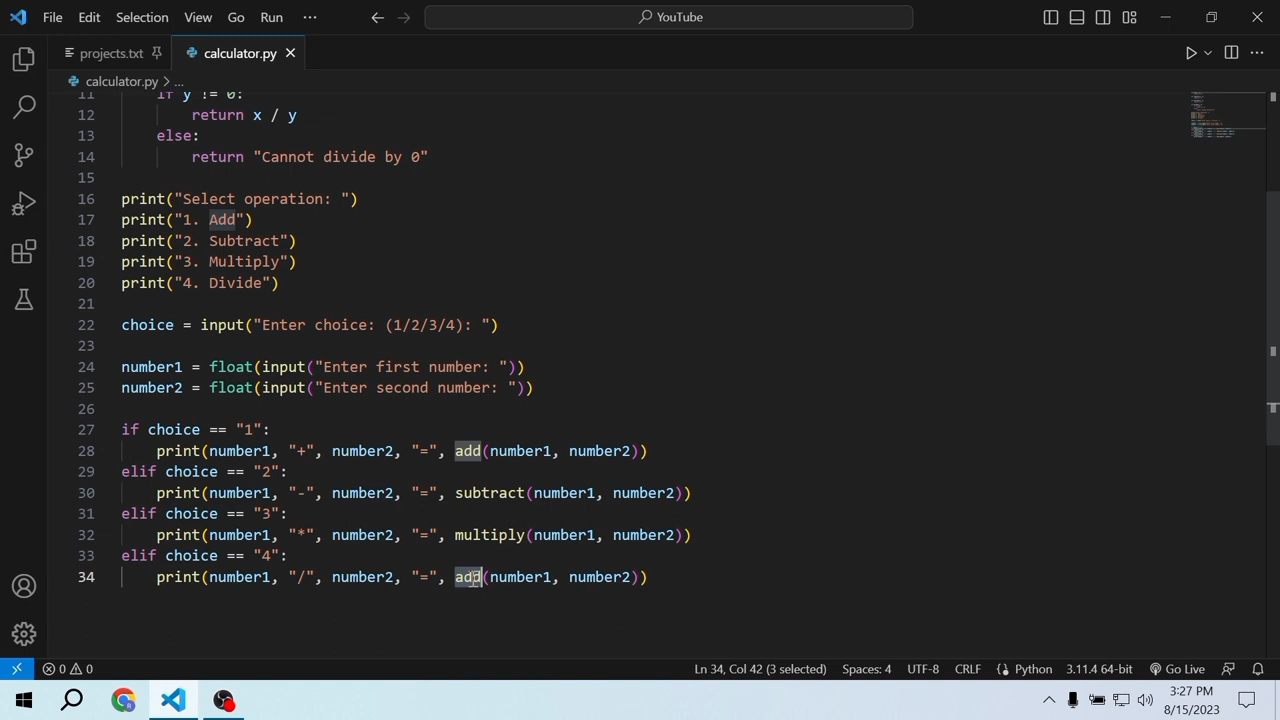 File Edit Selection View Go Run ··· YouTube
projects.txt calculator.py
calculator.py > ...
11 if y != 0:
12 return x / y
13 else:
14 return "Cannot divide by 0"
15
16 print("Select operation: ")
17 print("1. Add")
18 print("2. Subtract")
19 print("3. Multiply")
20 print("4. Divide")
21
22 choice = input("Enter choice: (1/2/3/4): ")
23
24 number1 = float(input("Enter first number: "))
25 number2 = float(input("Enter second number: "))
26
27 if choice == "1":
28 print(number1, "+", number2, "=", add(number1, number2))
29 elif choice == "2":
30 print(number1, "-", number2, "=", subtract(number1, number2))
31 elif choice == "3":
32 print(number1, "*", number2, "=", multiply(number1, number2))
33 elif choice == "4":
34 print(number1, "/", number2, "=", add(number1, number2))
0 0 Ln 34, Col 42 (3 selected) Spaces: 4 UTF-8 CRLF Python 3.11.4 64-bit Go Live
3:27 PM
8/15/2023